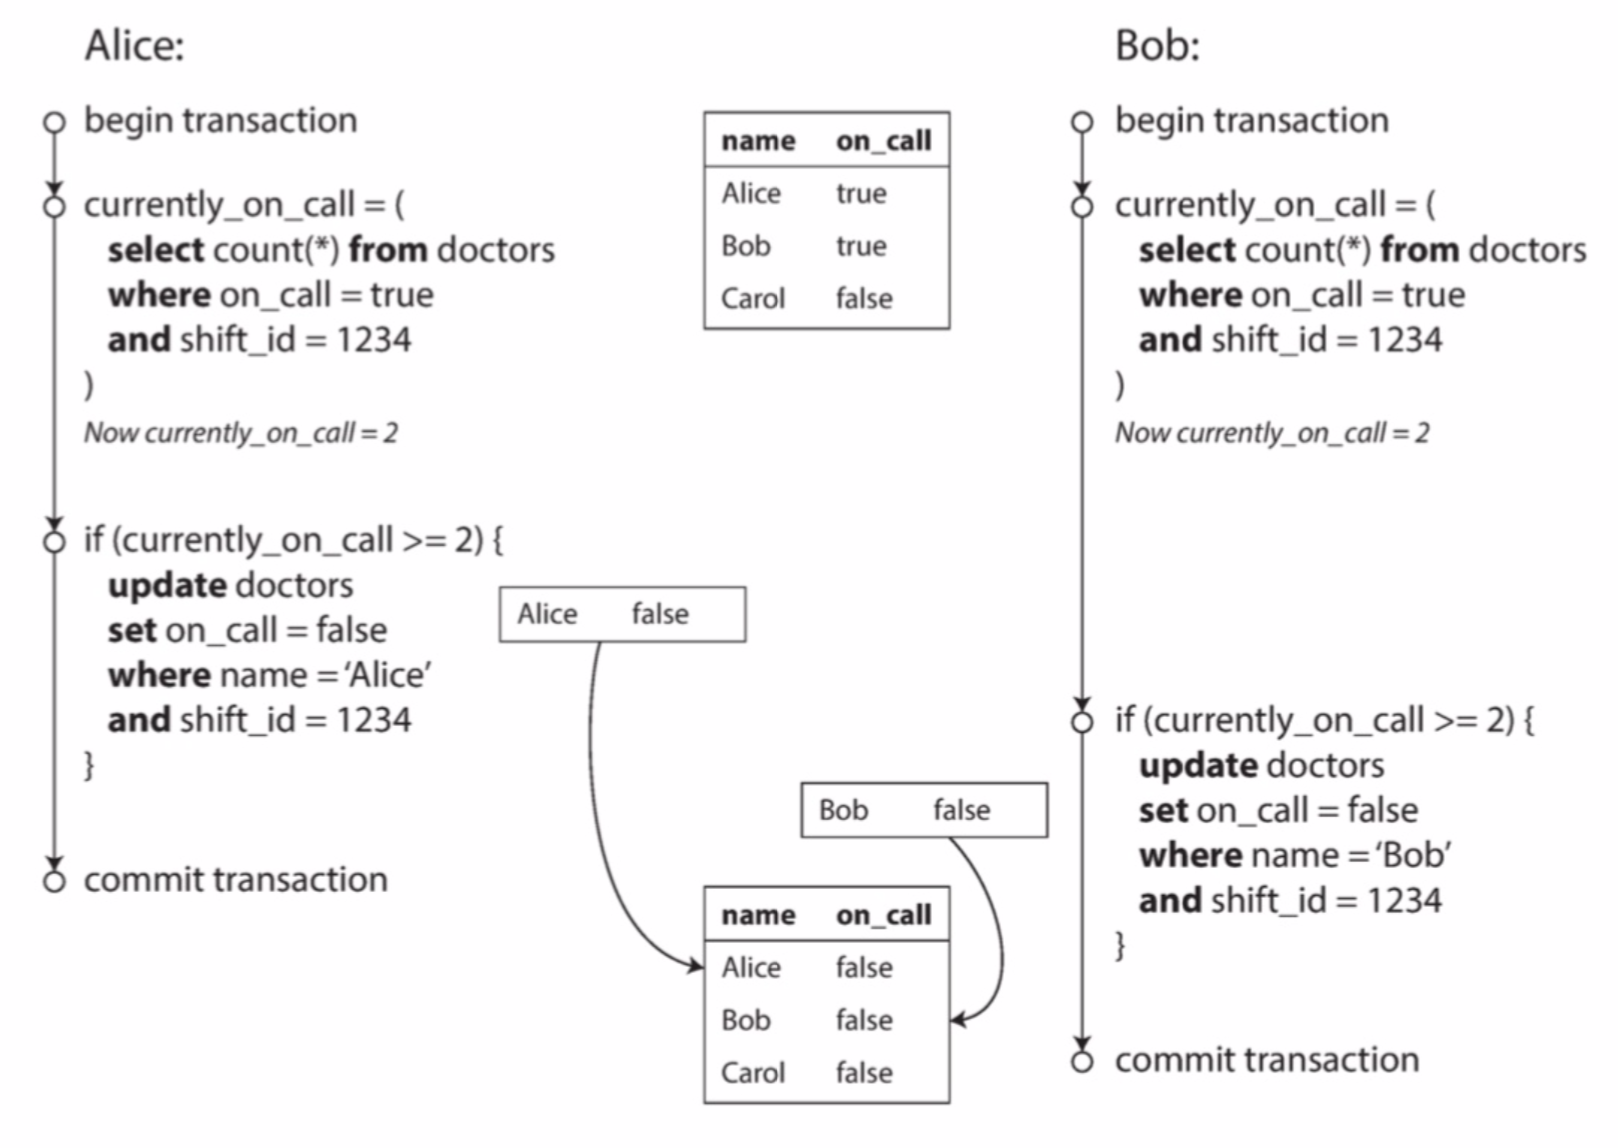 Alice:
begin transaction
currently_on_call = (
select count(*) from doctors
where on_call = true
and shift_id = 1234
)
Now currently_on_call = 2
if (currently_on_call >= 2) {
update doctors
set on_call = false
where name = ‘Alice’
and shift_id = 1234
}
commit transaction
name on_call
Alice true
Bob true
Carol false
Alice false
Bob false
name on_call
Alice false
Bob false
Carol false
Bob:
begin transaction
currently_on_call = (
select count(*) from doctors
where on_call = true
and shift_id = 1234
)
Now currently_on_call = 2
if (currently_on_call >= 2) {
update doctors
set on_call = false
where name = ‘Bob’
and shift_id = 1234
}
commit transaction